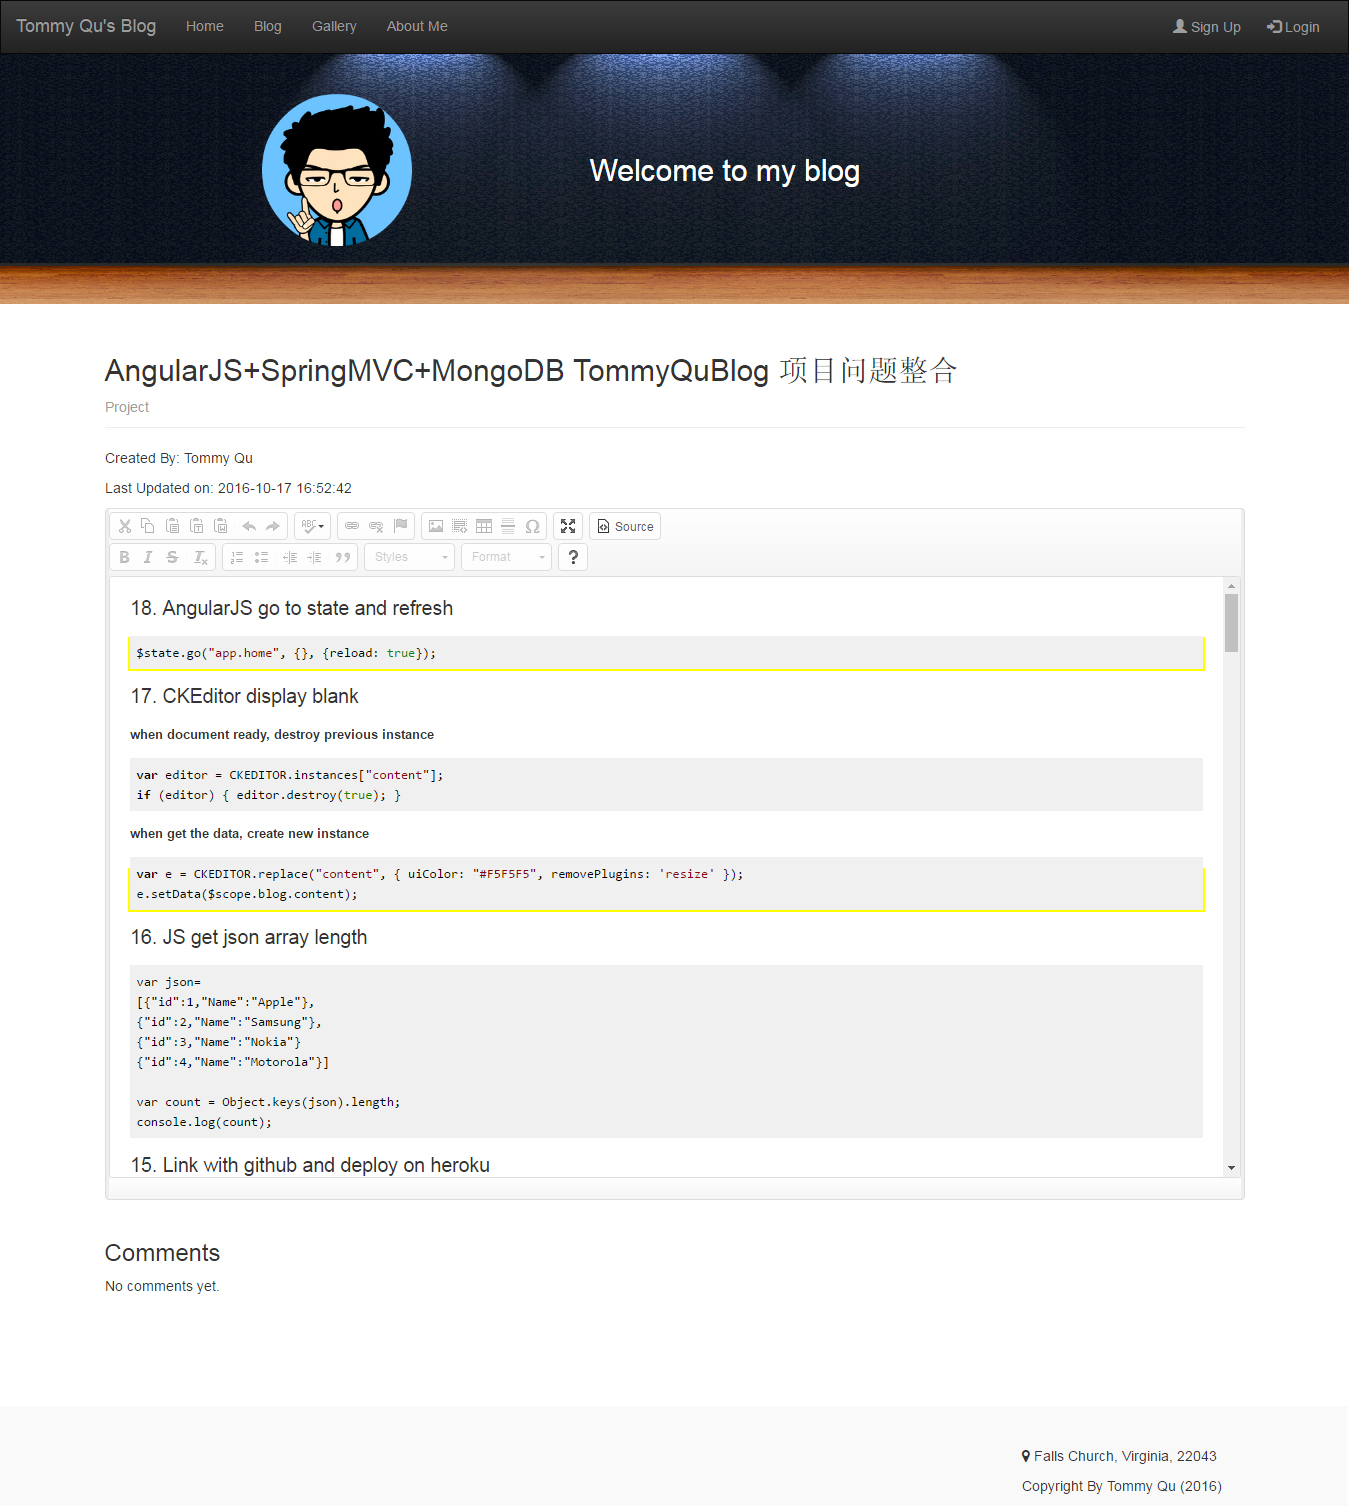 Tommy Qu's Blog Home Blog Gallery About Me Sign Up Login
Welcome to my blog
AngularJS+SpringMVC+MongoDB TommyQuBlog 项目问题整合
Project
Created By: Tommy Qu
Last Updated on: 2016-10-17 16:52:42
ABC Ω Source
B I S Ix Styles Format ?
18. AngularJS go to state and refresh
$state.go("app.home", {}, {reload: true});
17. CKEditor display blank
when document ready, destroy previous instance
var editor = CKEDITOR.instances["content"];
if (editor) { editor.destroy(true); }
when get the data, create new instance
var e = CKEDITOR.replace("content", { uiColor: "#F5F5F5", removePlugins: 'resize' });
e.setData($scope.blog.content);
16. JS get json array length
var json=
[{"id":1,"Name":"Apple"},
{"id":2,"Name":"Samsung"},
{"id":3,"Name":"Nokia"}
{"id":4,"Name":"Motorola"}]
var count = Object.keys(json).length;
console.log(count);
15. Link with github and deploy on heroku
Comments
No comments yet.
Falls Church, Virginia, 22043
Copyright By Tommy Qu (2016)